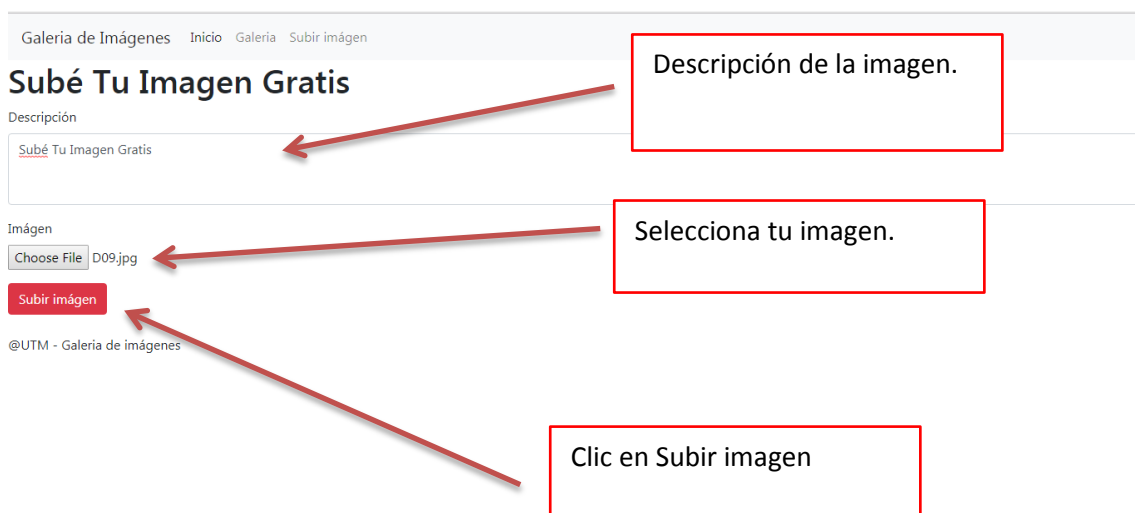 Galeria de Imágenes Inicio Galeria Subir imágen
Subé Tu Imagen Gratis
Descripción de la imagen.
Descripción
Subé Tu Imagen Gratis
Imágen
Selecciona tu imagen.
Choose File D09.jpg
Subir imágen
@UTM - Galeria de imágenes
Clic en Subir imagen